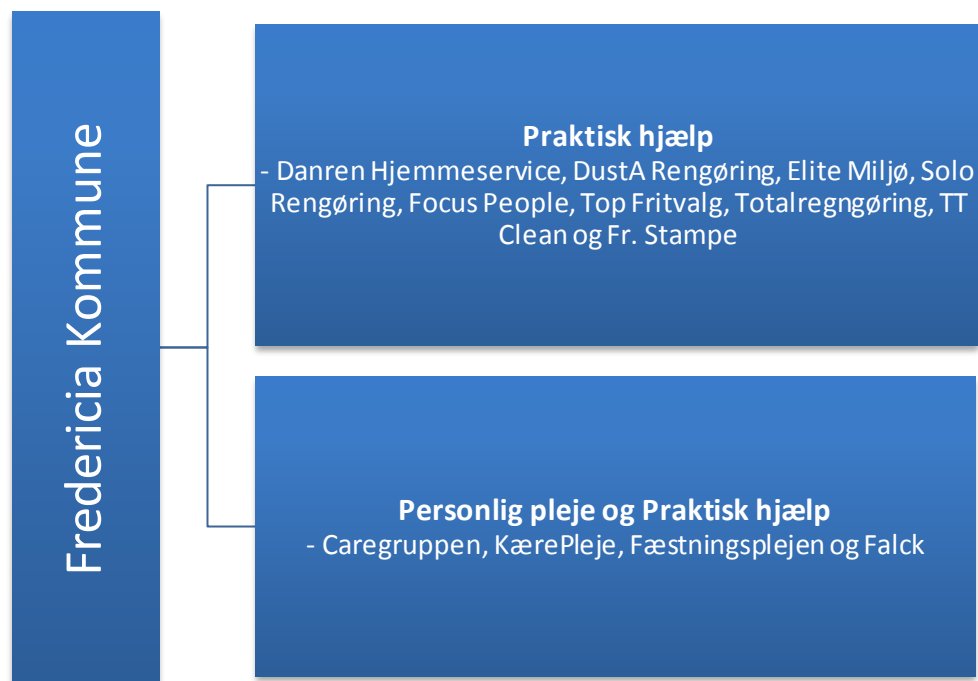 Fredericia Kommune
Praktisk hjælp
- Danren Hjemmeservice, DustA Rengøring, Elite Miljø, Solo
Rengøring, Focus People, Top Fritvalg, Totalregngøring, TT
Clean og Fr. Stampe
Personlig pleje og Praktisk hjælp
- Caregruppen, KærePleje, Fæstningsplejen og Falck